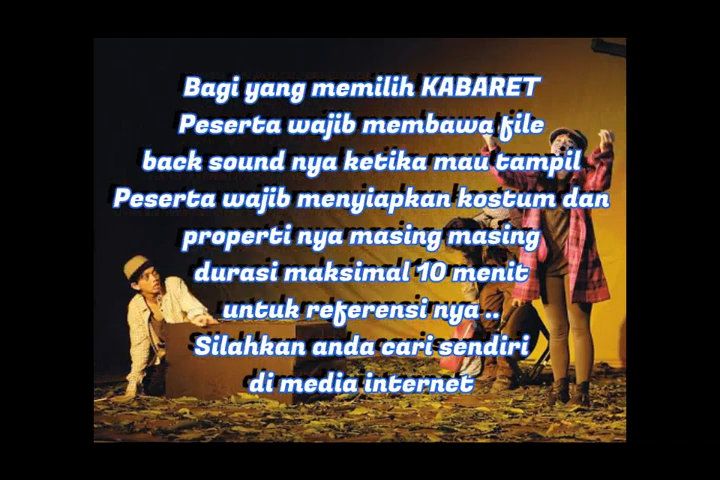 Bagi yang memilih KABARET
Peserta wajib membawa file
back sound nya ketika mau tampil
Peserta wajib menyiapkan kostum dan
properti nya masing masing
durasi maksimal 10 menit
untuk referensi nya ..
Silahkan anda cari sendiri
di media internet